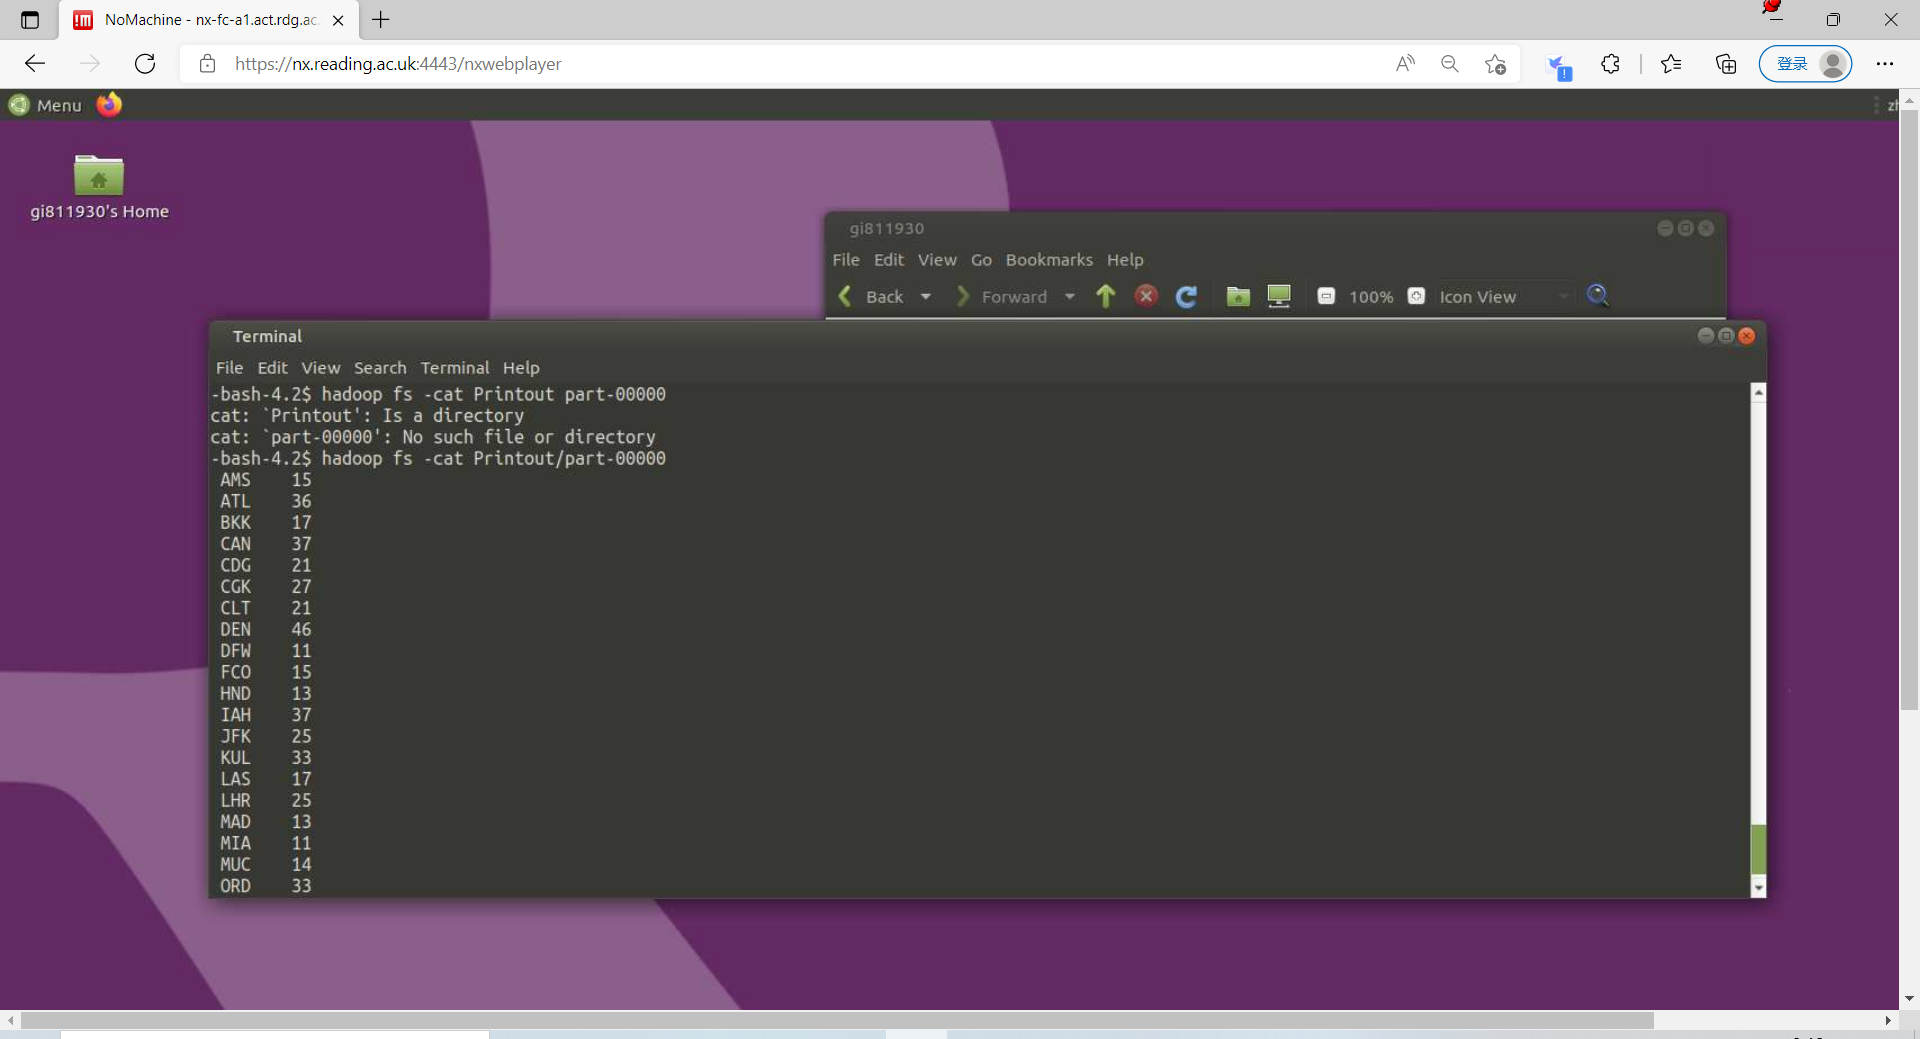 NoMachine - nx-fc-a1.act.rdg.ac.
https://nx.reading.ac.uk:4443/nxwebplayer
登录
Menu
gi811930's Home
gi811930
File Edit View Go Bookmarks Help
Back Forward 100% Icon View
Terminal
File Edit View Search Terminal Help
-bash-4.2$ hadoop fs -cat Printout part-00000
cat: `Printout': Is a directory
cat: `part-00000': No such file or directory
-bash-4.2$ hadoop fs -cat Printout/part-00000
AMS 15
ATL 36
BKK 17
CAN 37
CDG 21
CGK 27
CLT 21
DEN 46
DFW 11
FCO 15
HND 13
IAH 37
JFK 25
KUL 33
LAS 17
LHR 25
MAD 13
MIA 11
MUC 14
ORD 33